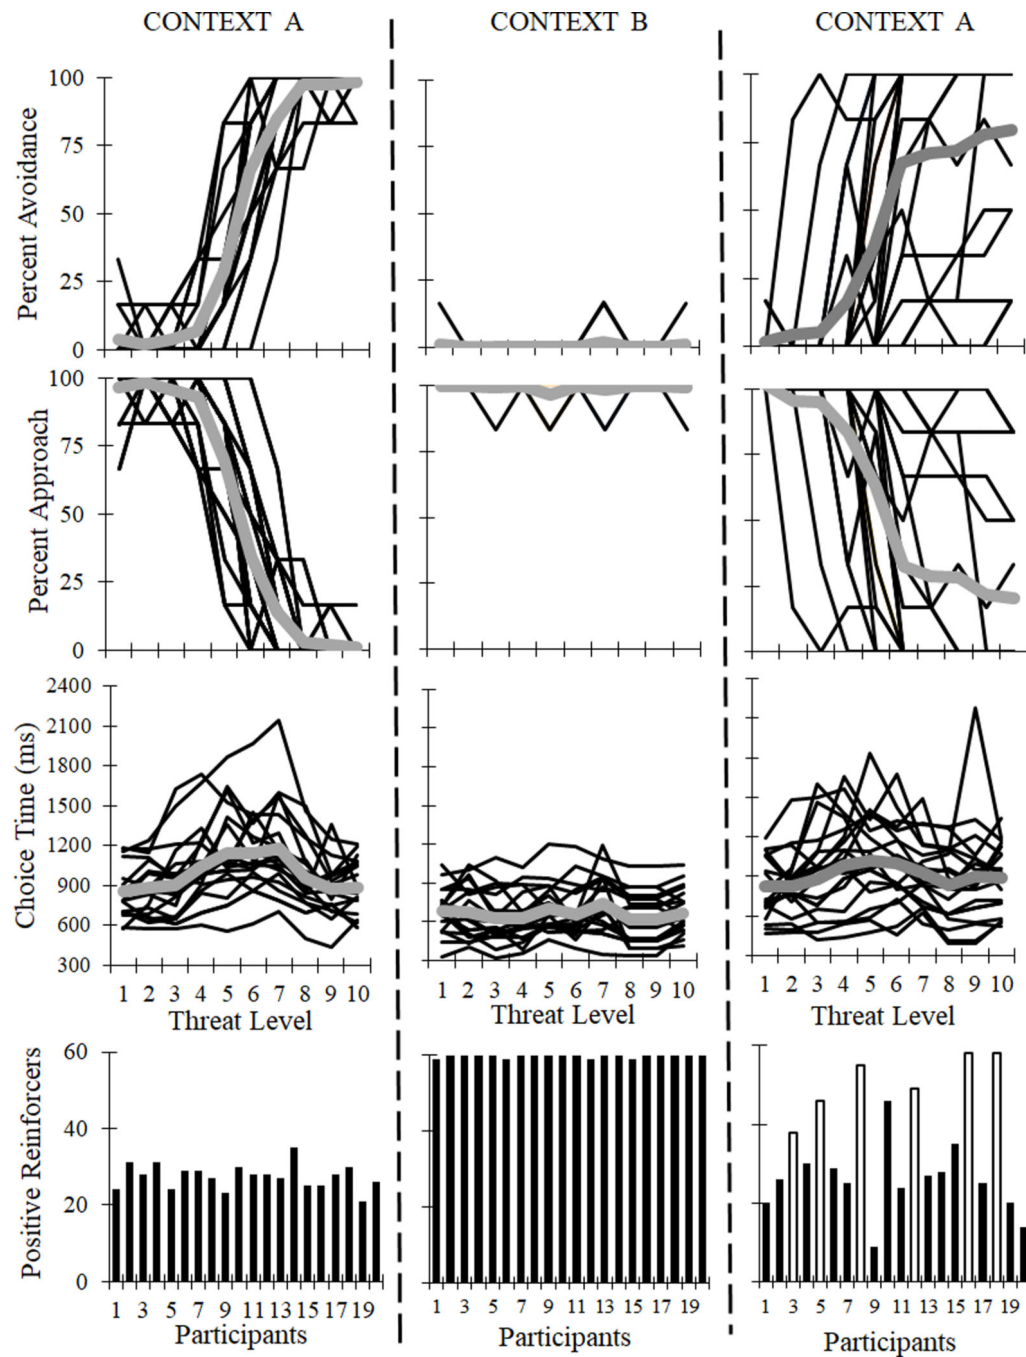 CONTEXT A
CONTEXT B
CONTEXT A
Percent Avoidance
100
75
50
25
0
Percent Approach
100
75
50
25
0
Choice Time (ms)
2400
2100
1800
1500
1200
900
600
300
1 2 3 4 5 6 7 8 9 10
Threat Level
1 2 3 4 5 6 7 8 9 10
Threat Level
1 2 3 4 5 6 7 8 9 10
Threat Level
Positive Reinforcers
60
40
20
0
1 3 5 7 9 11 13 15 17 19
Participants
1 3 5 7 9 11 13 15 17 19
Participants
1 3 5 7 9 11 13 15 17 19
Participants